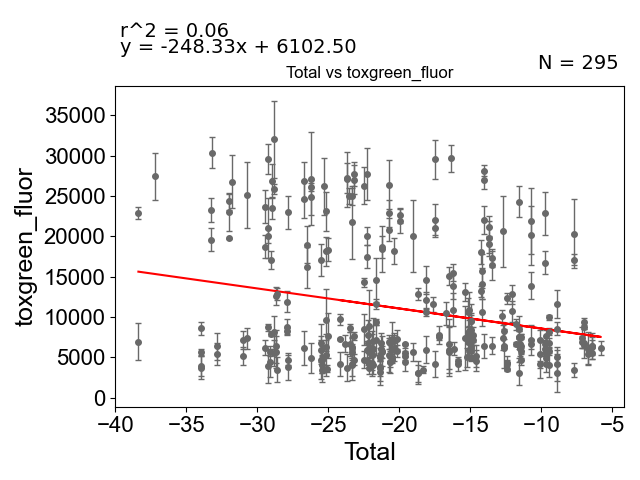 r^2 = 0.06
y = -248.33x + 6102.50
N = 295
Total vs toxgreen_fluor
35000
30000
25000
20000
15000
10000
5000
0
toxgreen_fluor
−40 −35 −30 −25 −20 −15 −10 −5
Total